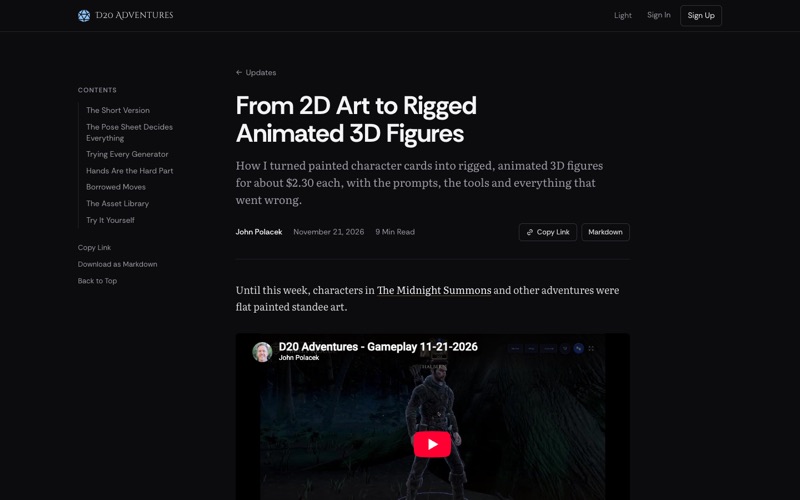 D20 ADVENTURES
Light
Sign In
Sign Up
CONTENTS
The Short Version
The Pose Sheet Decides
Everything
Trying Every Generator
Hands Are the Hard Part
Borrowed Moves
The Asset Library
Try It Yourself
Copy Link
Download as Markdown
Back to Top
← Updates
From 2D Art to Rigged
Animated 3D Figures
How I turned painted character cards into rigged, animated 3D figures
for about $2.30 each, with the prompts, the tools and everything that
went wrong.
John Polacek November 21, 2026 9 Min Read
Copy Link
Markdown
Until this week, characters in The Midnight Summons and other adventures were
flat painted standee art.
D20 Adventures - Gameplay 11-21-2026
John Polacek